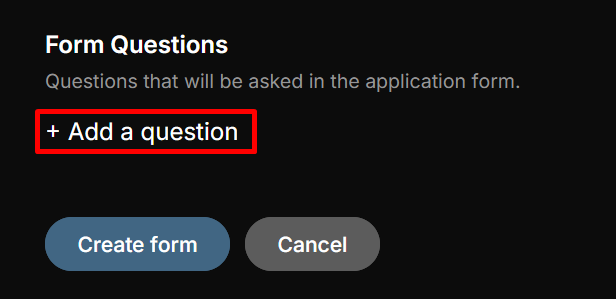 Form Questions
Questions that will be asked in the application form.
+ Add a question
Create form
Cancel